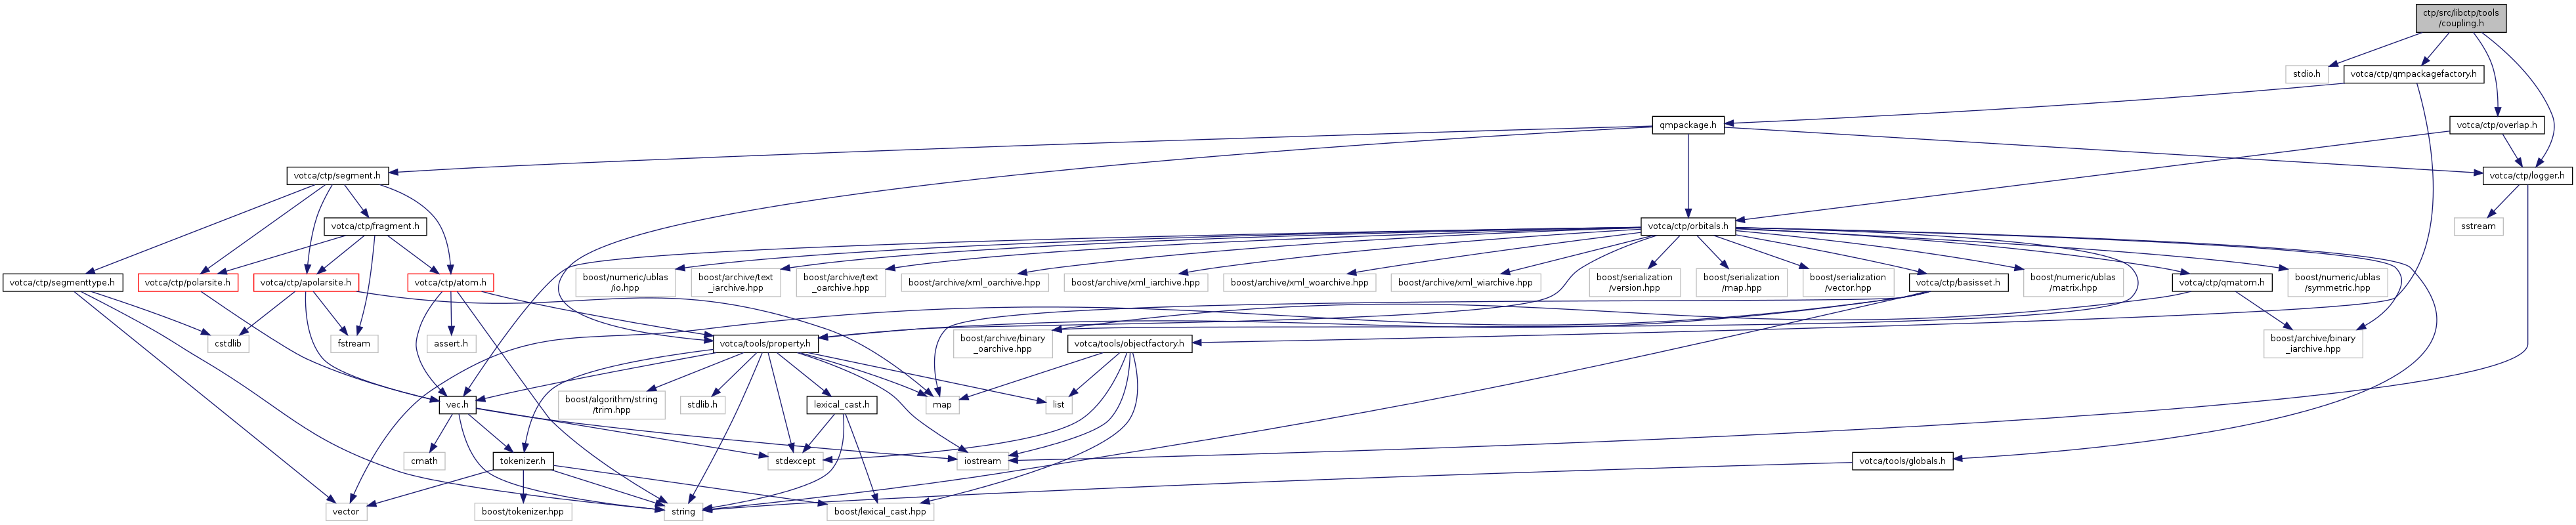 ctp/src/libctp/tools
/coupling.h
stdio.h
votca/ctp/qmpackagefactory.h
qmpackage.h
votca/ctp/overlap.h
votca/ctp/segment.h
votca/ctp/logger.h
votca/ctp/fragment.h
votca/ctp/orbitals.h
sstream
votca/ctp/segmenttype.h
votca/ctp/polarsite.h
votca/ctp/apolarsite.h
votca/ctp/atom.h
boost/numeric/ublas
/io.hpp
boost/archive/text
_iarchive.hpp
boost/archive/text
_oarchive.hpp
boost/archive/xml_oarchive.hpp
boost/archive/xml_iarchive.hpp
boost/archive/xml_woarchive.hpp
boost/archive/xml_wiarchive.hpp
boost/serialization
/version.hpp
boost/serialization
/map.hpp
boost/serialization
/vector.hpp
votca/ctp/basisset.h
boost/numeric/ublas
/matrix.hpp
votca/ctp/qmatom.h
boost/numeric/ublas
/symmetric.hpp
cstdlib
fstream
assert.h
votca/tools/property.h
boost/archive/binary
_oarchive.hpp
votca/tools/objectfactory.h
boost/archive/binary
_iarchive.hpp
vec.h
boost/algorithm/string
/trim.hpp
stdlib.h
lexical_cast.h
map
list
cmath
tokenizer.h
stdexcept
iostream
votca/tools/globals.h
vector
boost/tokenizer.hpp
string
boost/lexical_cast.hpp